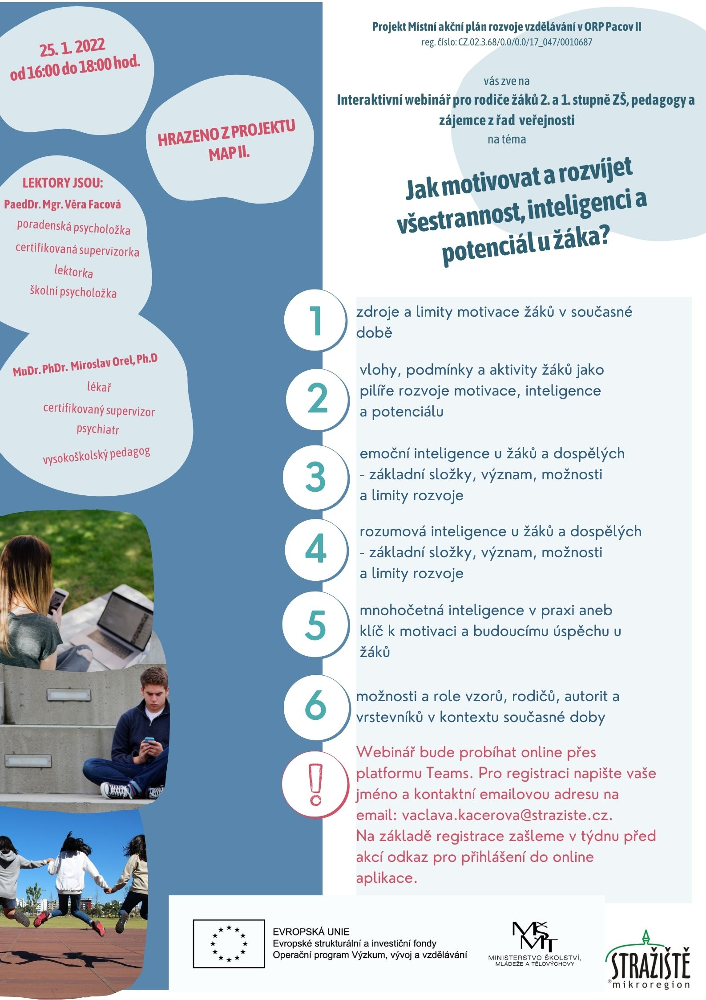 25. 1. 2022
od 16:00 do 18:00 hod.
HRAZENO Z PROJEKTU
MAP II.
LEKTORY JSOU:
PaedDr. Mgr. Věra Facová
poradenská psycholožka
certifikovaná supervizorka
lektorka
školní psycholožka
MuDr. PhDr. Miroslav Orel, Ph.D
lékař
certifikovaný supervizor
psychiatr
vysokoškolský pedagog
Projekt Místní akční plán rozvoje vzdělávání v ORP Pacov II
reg. číslo: CZ.02.3.68/0.0/0.0/17_047/0010687
vás zve na
Interaktivní webinář pro rodiče žáků 2. a 1. stupně ZŠ, pedagogy a
zájemce z řad veřejnosti
na téma
Jak motivovat a rozvíjet
všestrannost, inteligenci a
potenciál u žáka?
1
zdroje a limity motivace žáků v současné
době
2
vlohy, podmínky a aktivity žáků jako
pilíře rozvoje motivace, inteligence
a potenciálu
3
emoční inteligence u žáků a dospělých
- základní složky, význam, možnosti
a limity rozvoje
4
rozumová inteligence u žáků a dospělých
- základní složky, význam, možnosti
a limity rozvoje
5
mnohočetná inteligence v praxi aneb
klíč k motivaci a budoucímu úspěchu u
žáků
6
možnosti a role vzorů, rodičů, autorit a
vrstevníků v kontextu současné doby
!
Webinář bude probíhat online přes
platformu Teams. Pro registraci napište vaše
jméno a kontaktní emailovou adresu na
email: vaclava.kacerova@straziste.cz.
Na základě registrace zašleme v týdnu před
akcí odkaz pro přihlášení do online
aplikace.
EVROPSKÁ UNIE
Evropské strukturální a investiční fondy
Operační program Výzkum, vývoj a vzdělávání
MŠMT
MINISTERSTVO ŠKOLSTVÍ,
MLÁDEŽE A TĚLOVÝCHOVY
STRAŽIŠTĚ
®mikroregion